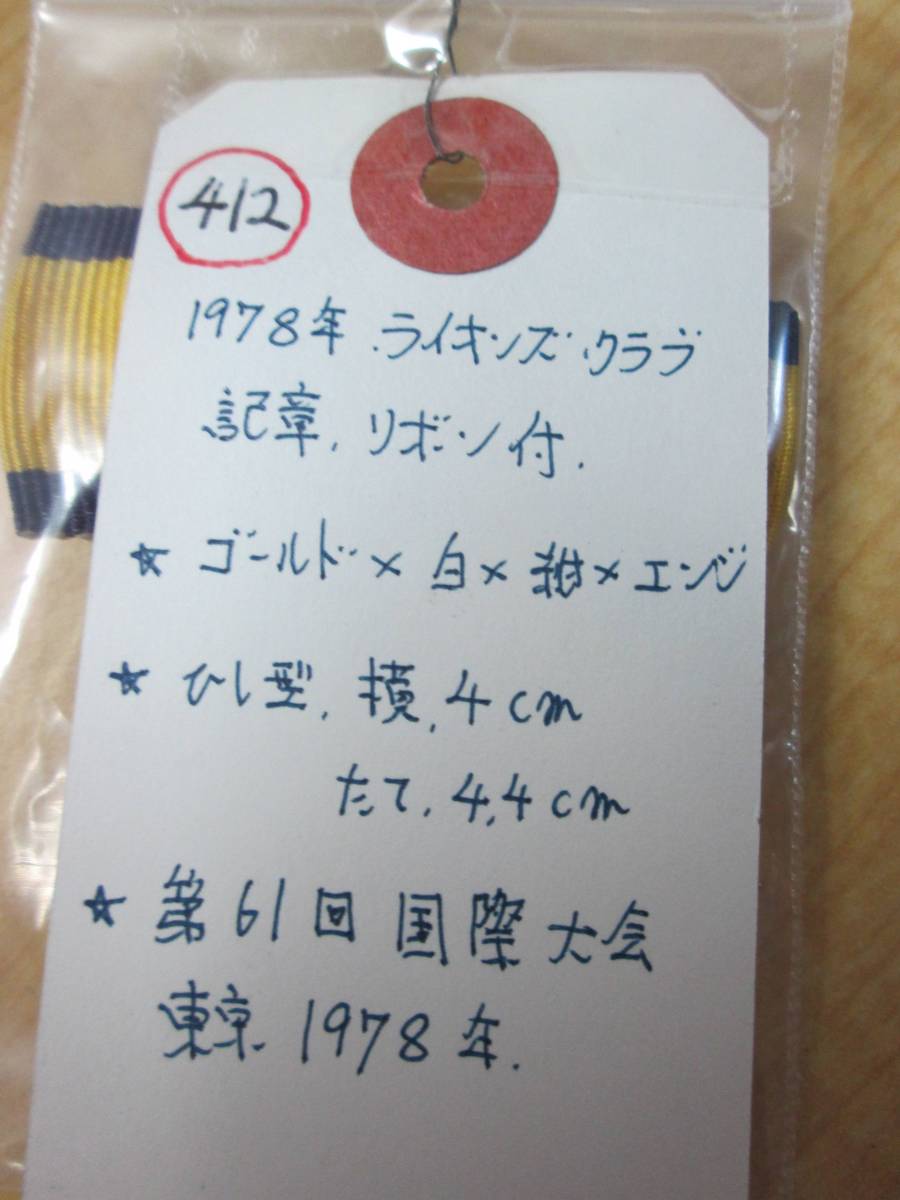 412
1978年.ライオンズ.クラブ
記章.リボン付.
☆ ゴールド×白×紺×エンジ
☆ ひし型.横.4cm
たて.4.4cm
☆ 第61回国際大会
東京1978年.